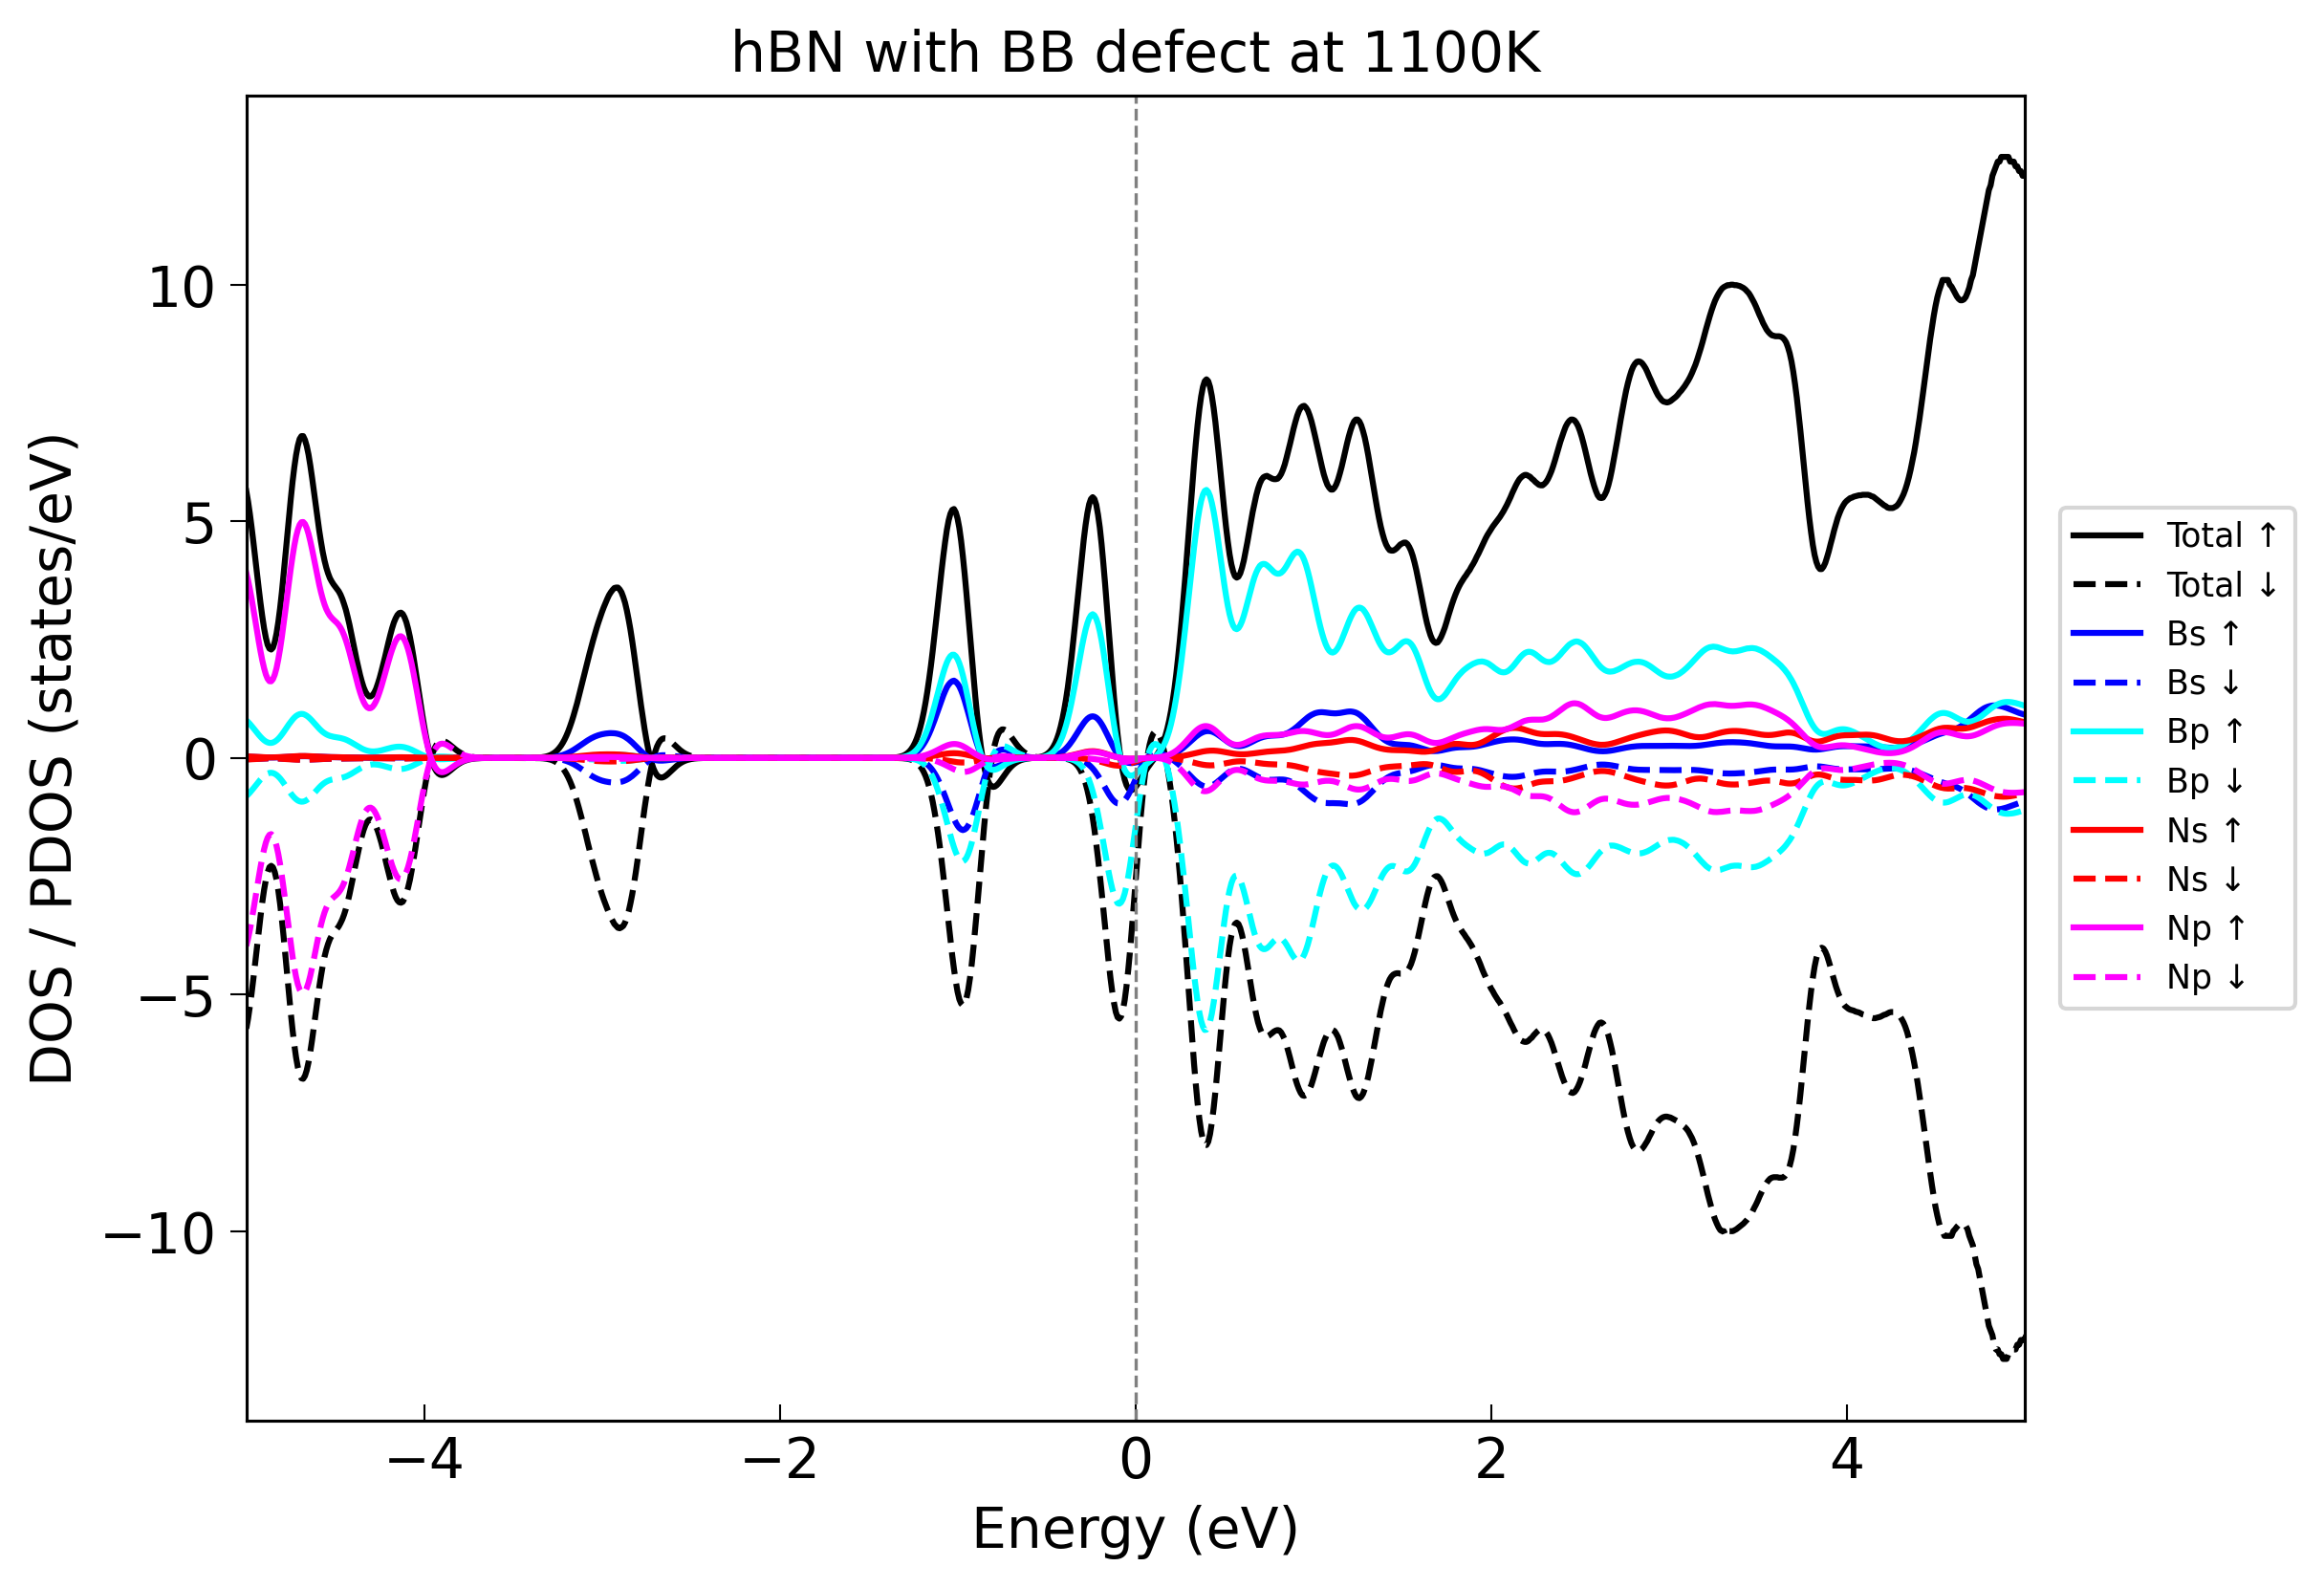 hBN with BB defect at 1100K
DOS / PDOS (states/eV)
10
5
0
−5
−10
−4
−2
0
2
4
Energy (eV)
Total ↑
Total ↓
Bs ↑
Bs ↓
Bp ↑
Bp ↓
Ns ↑
Ns ↓
Np ↑
Np ↓